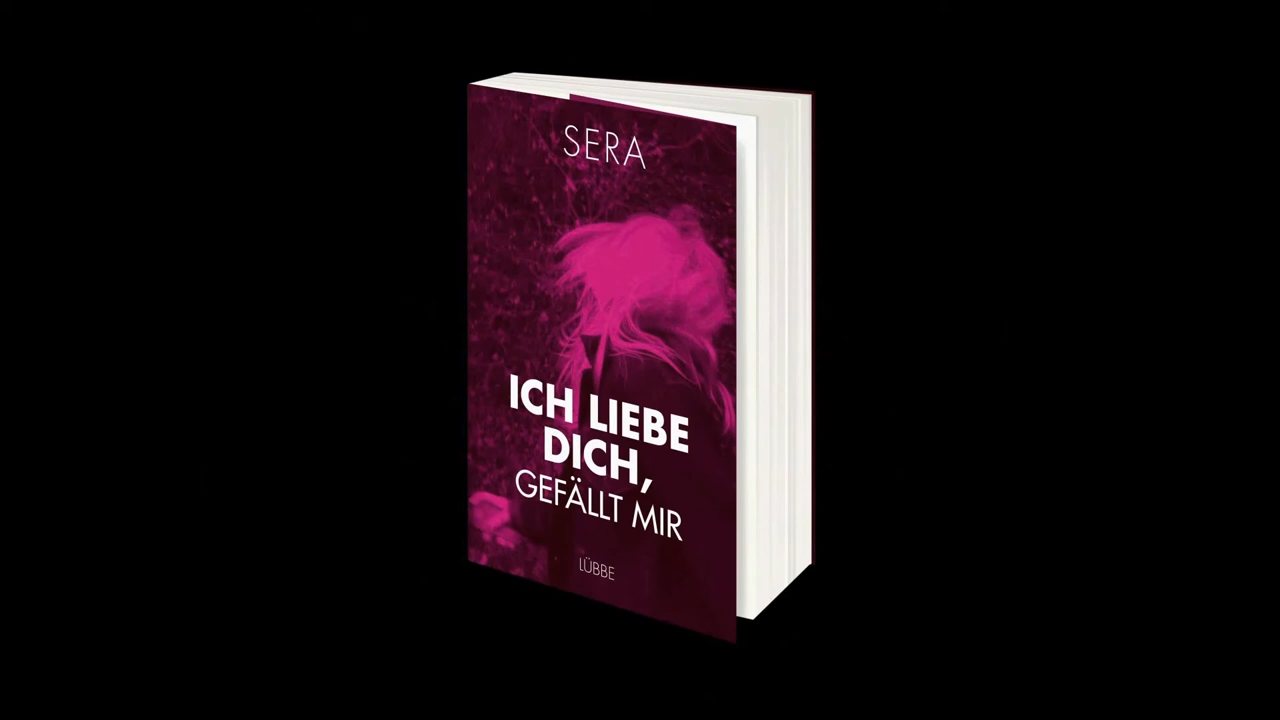 SERA
ICH LIEBE
DICH,
GEFÄLLT MIR
LÜBBE